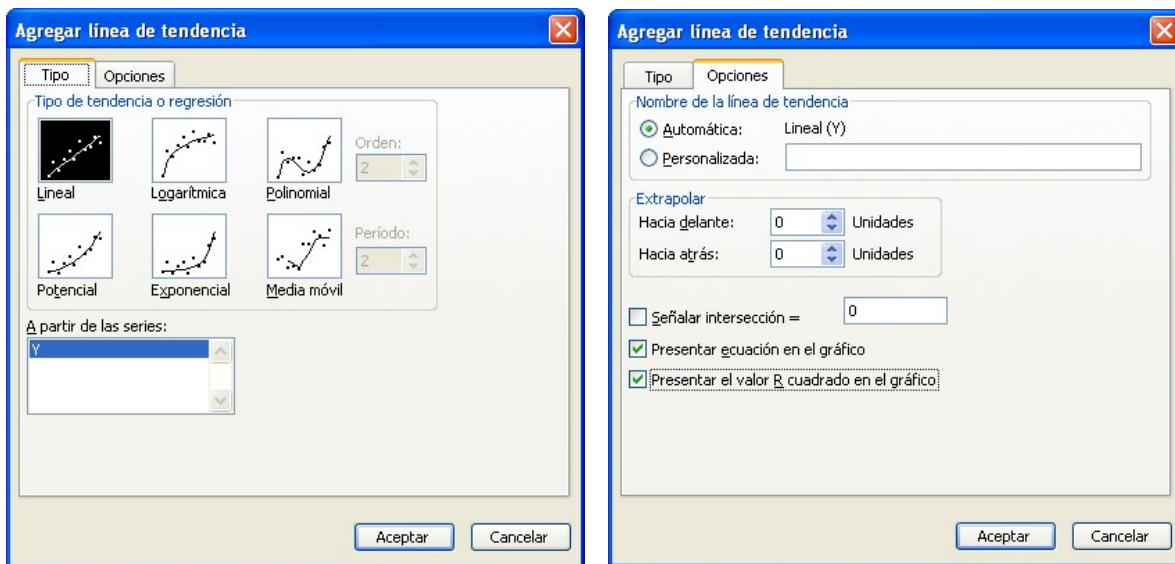 Agregar línea de tendencia
Tipo
Opciones
Tipo de tendencia o regresión
Lineal
Logarítmica
Polinomial
Orden:
2
Potencial
Exponencial
Media móvil
Período:
2
A partir de las series:
Y
Aceptar
Cancelar
Agregar línea de tendencia
Tipo
Opciones
Nombre de la línea de tendencia
Automática: Lineal (Y)
Personalizada:
Extrapolar
Hacia delante: 0 Unidades
Hacia atrás: 0 Unidades
Señalar intersección = 0
Presentar ecuación en el gráfico
Presentar el valor R cuadrado en el gráfico
Aceptar
Cancelar